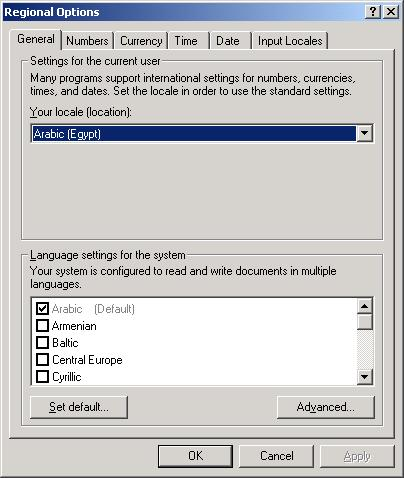 Regional Options
General Numbers Currency Time Date Input Locales
Settings for the current user
Many programs support international settings for numbers, currencies,
times, and dates. Set the locale in order to use the standard settings.
Your locale (location):
Arabic (Egypt)
Language settings for the system
Your system is configured to read and write documents in multiple
languages.
Arabic (Default)
Armenian
Baltic
Central Europe
Cyrillic
Set default... Advanced...
OK Cancel Apply